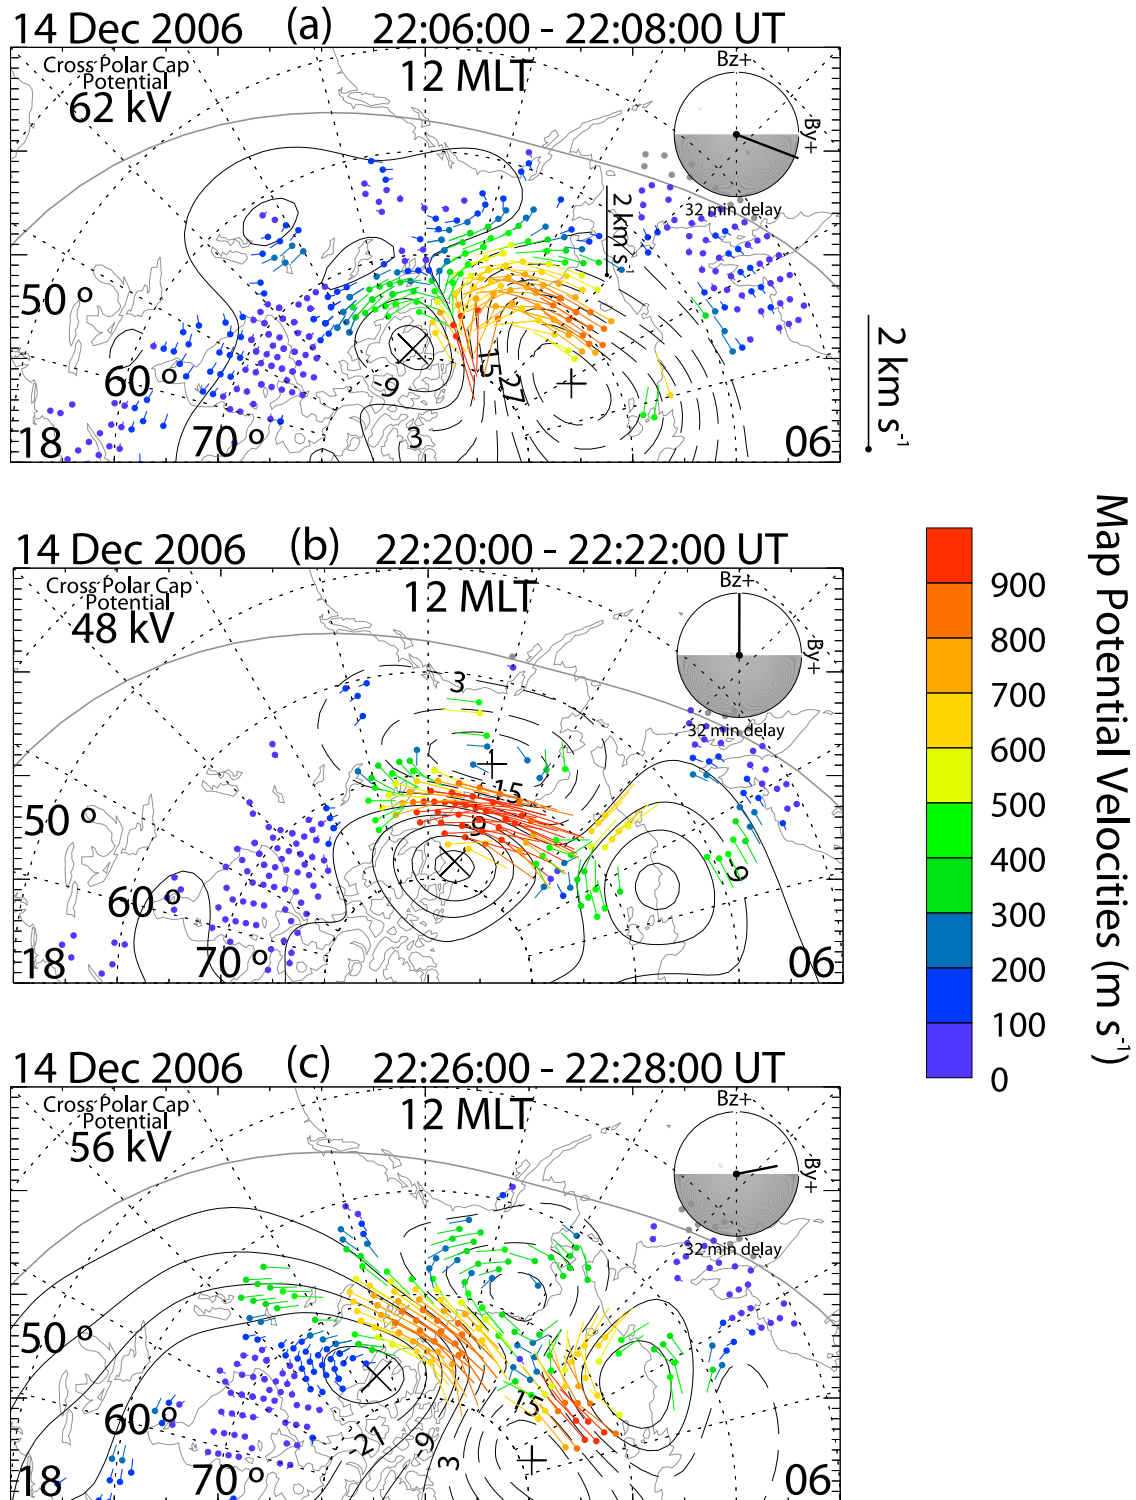 14 Dec 2006 (a) 22:06:00 - 22:08:00 UT
Cross Polar Cap
Potential
62 kV
12 MLT
Bz+
By+
32 min delay
2 km s-1
2 km s-1
50 º
60 º
70 º
18
06
-9
3
15
27
14 Dec 2006 (b) 22:20:00 - 22:22:00 UT
Cross Polar Cap
Potential
48 kV
12 MLT
Bz+
By+
32 min delay
3
15
-9
-9
50 º
60 º
70 º
18
06
900
800
700
600
500
400
300
200
100
0
Map Potential Velocities (m s-1)
14 Dec 2006 (c) 22:26:00 - 22:28:00 UT
Cross Polar Cap
Potential
56 kV
12 MLT
Bz+
By+
32 min delay
50 º
60 º
70 º
18
06
15
-21
-9
3